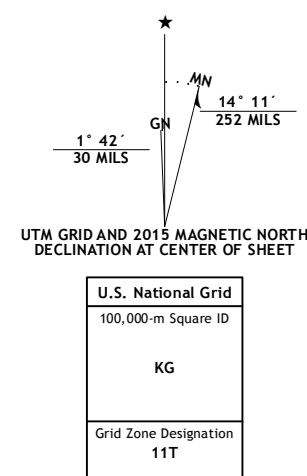 MN
GN
14° 11´
252 MILS
1° 42´
30 MILS
UTM GRID AND 2015 MAGNETIC NORTH
DECLINATION AT CENTER OF SHEET
U.S. National Grid
100,000-m Square ID
KG
Grid Zone Designation
11T